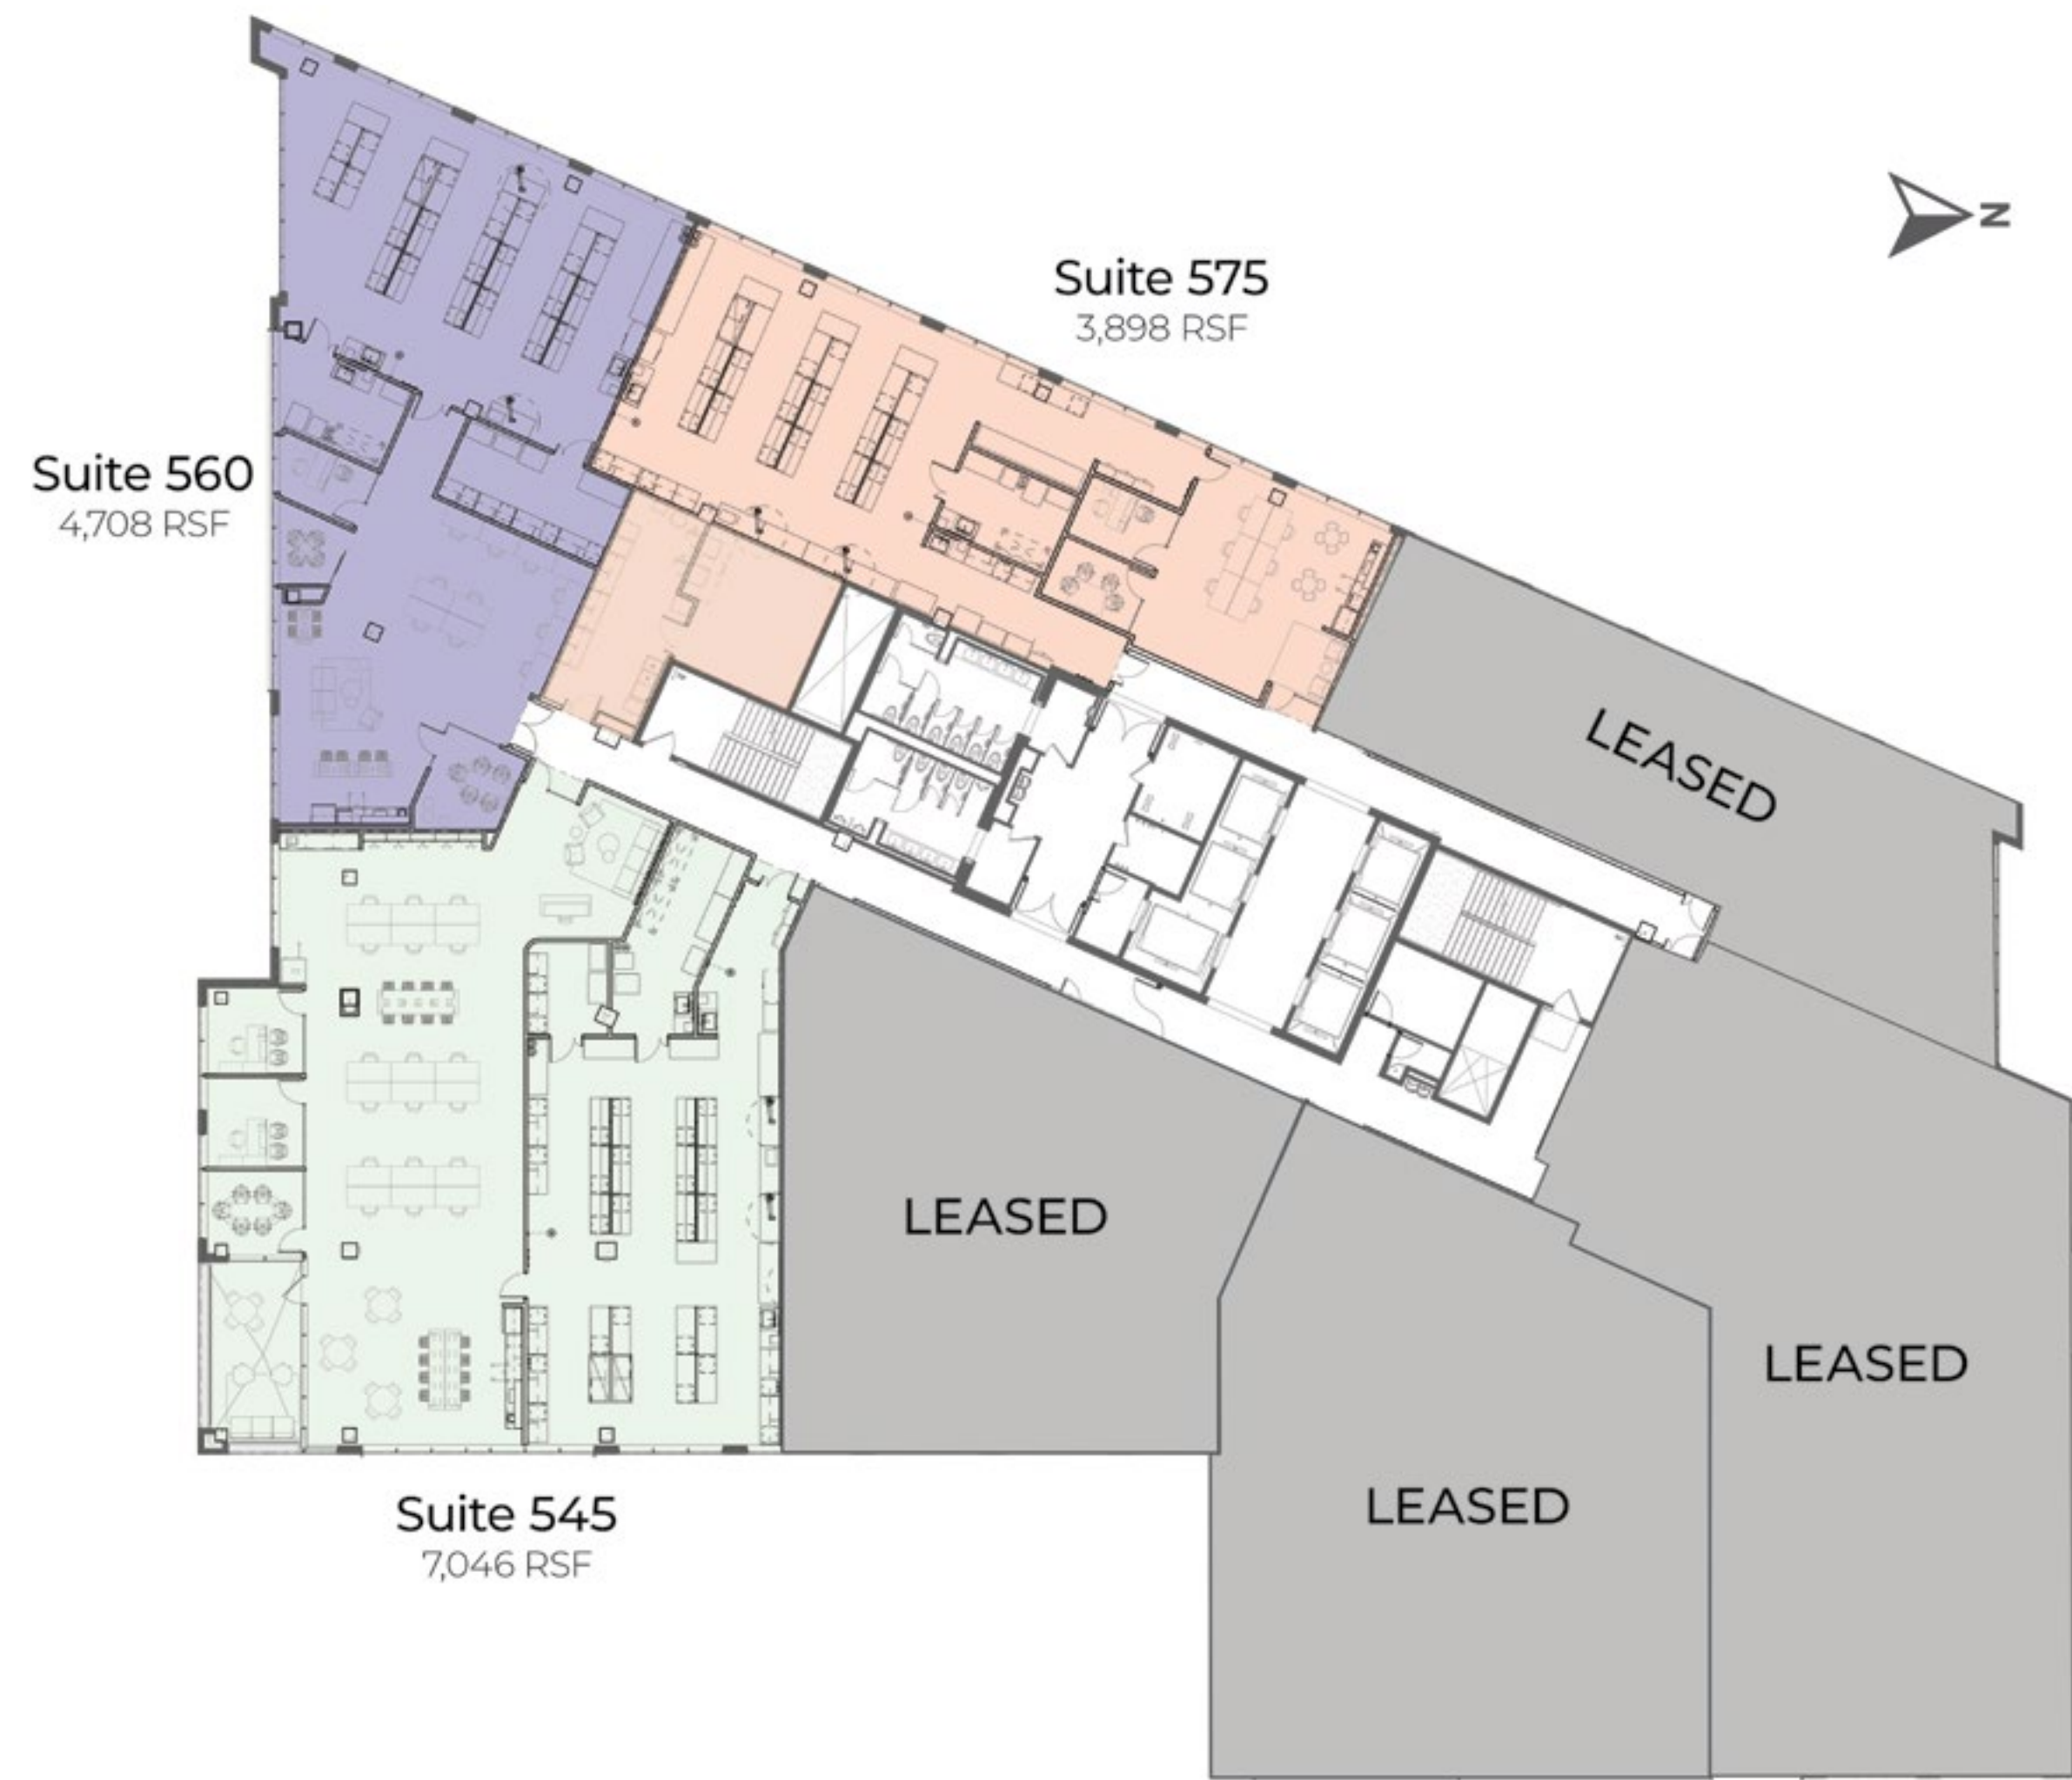 N
Suite 575
3,898 RSF
Suite 560
4,708 RSF
LEASED
LEASED
LEASED
LEASED
Suite 545
7,046 RSF